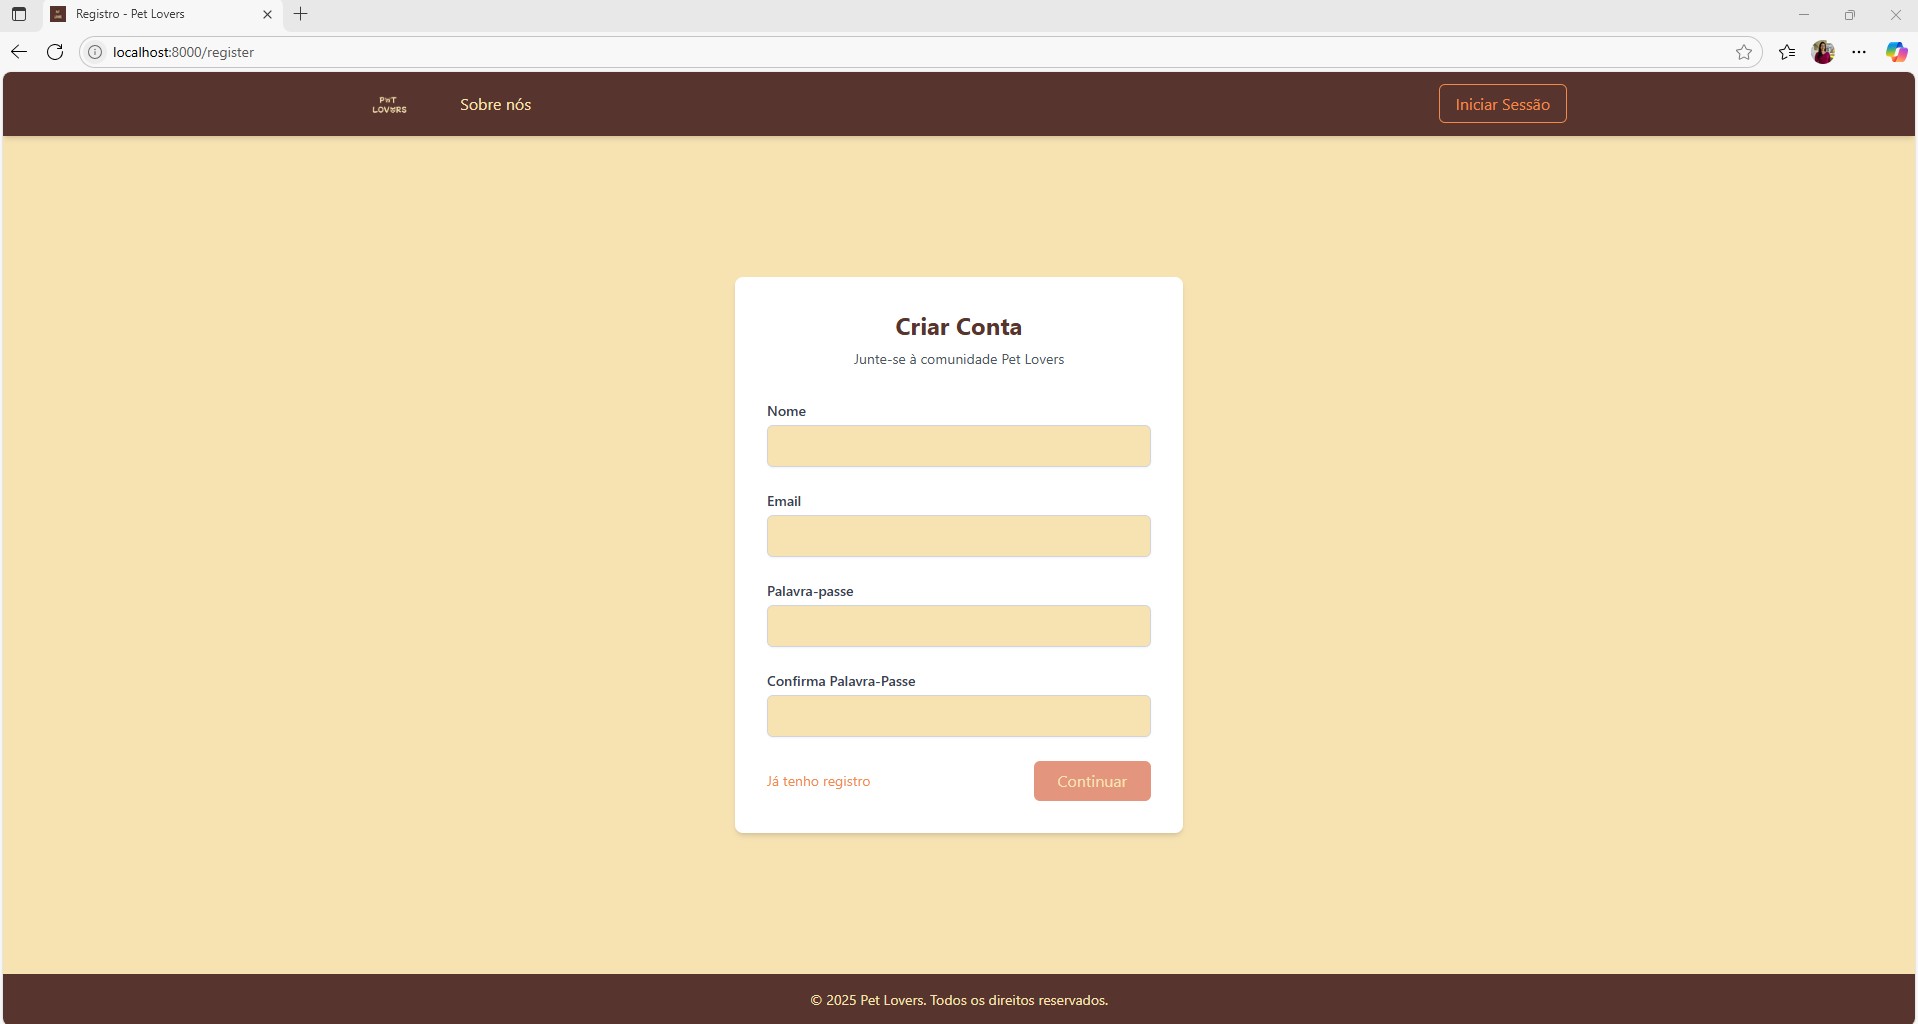 Registro - Pet Lovers
localhost:8000/register
PET
LOVERS
Sobre nós
Iniciar Sessão
Criar Conta
Junte-se à comunidade Pet Lovers
Nome
Email
Palavra-passe
Confirma Palavra-Passe
Já tenho registro
Continuar
© 2025 Pet Lovers. Todos os direitos reservados.